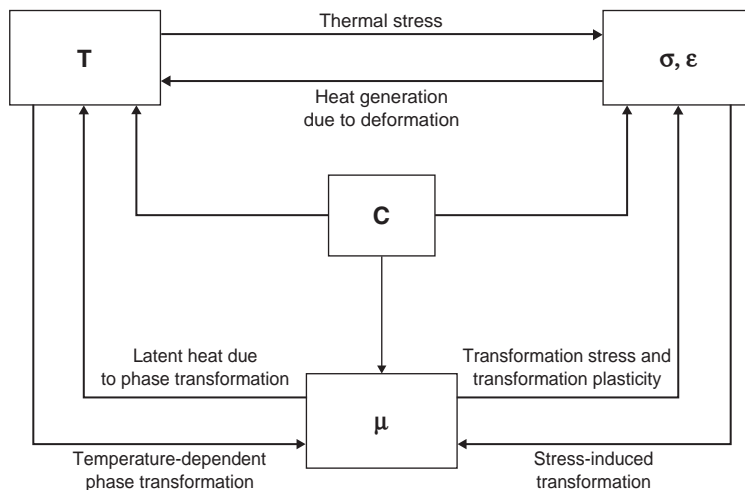 Thermal stress
T
σ, ε
Heat generation
due to deformation
C
Latent heat due
to phase transformation
Transformation stress and
transformation plasticity
μ
Temperature-dependent
phase transformation
Stress-induced
transformation